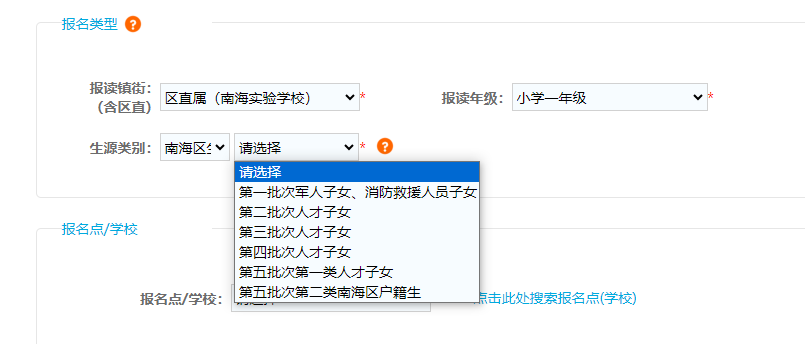 报名类型 ?
报读镇街:
(含区直)
区直属（南海实验学校） *
报读年级:
小学一年级 *
生源类别:
南海区
请选择 * ?
请选择
第一批次军人子女、消防救援人员子女
第二批次人才子女
第三批次人才子女
第四批次人才子女
第五批次第一类人才子女
第五批次第二类南海区户籍生
报名点/学校
报名点/学校:
点击此处搜索报名点(学校)